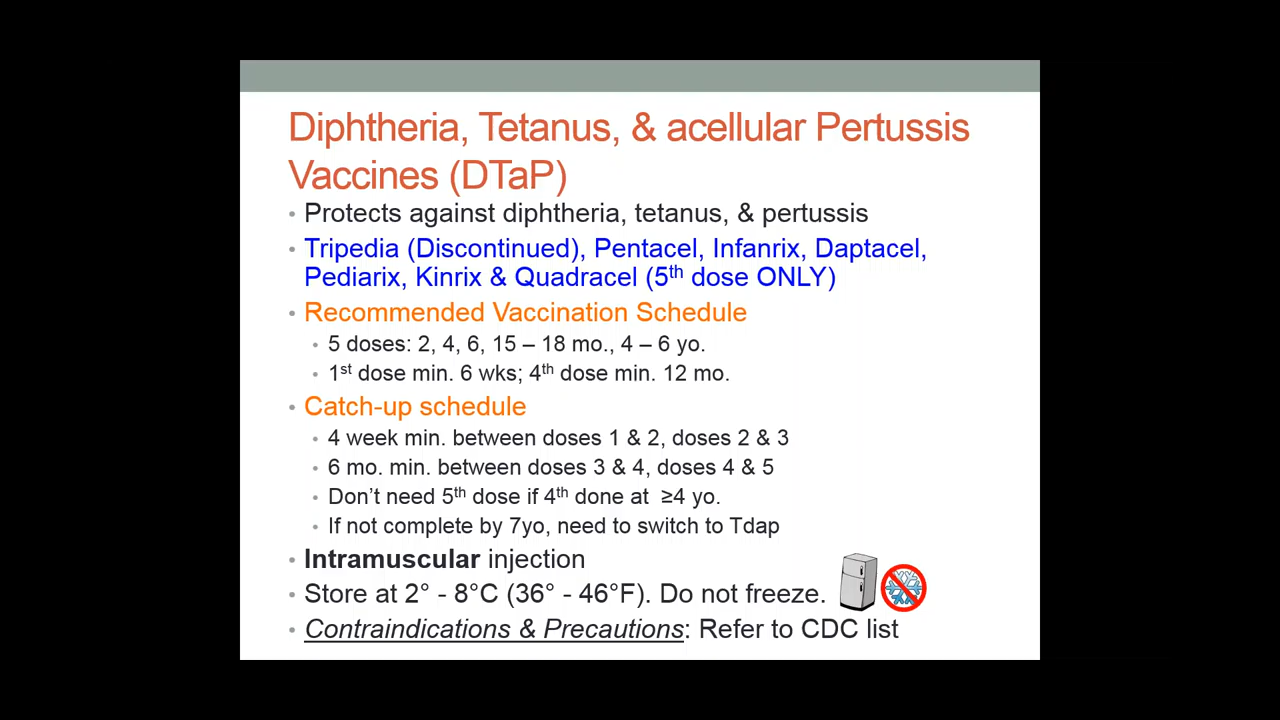 Diphtheria, Tetanus, & acellular Pertussis
Vaccines (DTaP)
• Protects against diphtheria, tetanus, & pertussis
• Tripedia (Discontinued), Pentacel, Infanrix, Daptacel,
Pediarix, Kinrix & Quadracel (5th dose ONLY)
• Recommended Vaccination Schedule
• 5 doses: 2, 4, 6, 15 – 18 mo., 4 – 6 yo.
• 1st dose min. 6 wks; 4th dose min. 12 mo.
• Catch-up schedule
• 4 week min. between doses 1 & 2, doses 2 & 3
• 6 mo. min. between doses 3 & 4, doses 4 & 5
• Don’t need 5th dose if 4th done at ≥4 yo.
• If not complete by 7yo, need to switch to Tdap
• Intramuscular injection
• Store at 2° - 8°C (36° - 46°F). Do not freeze.
• Contraindications & Precautions: Refer to CDC list